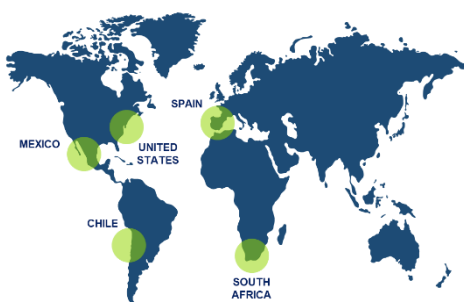 SPAIN
MEXICO
UNITED
STATES
CHILE
SOUTH
AFRICA